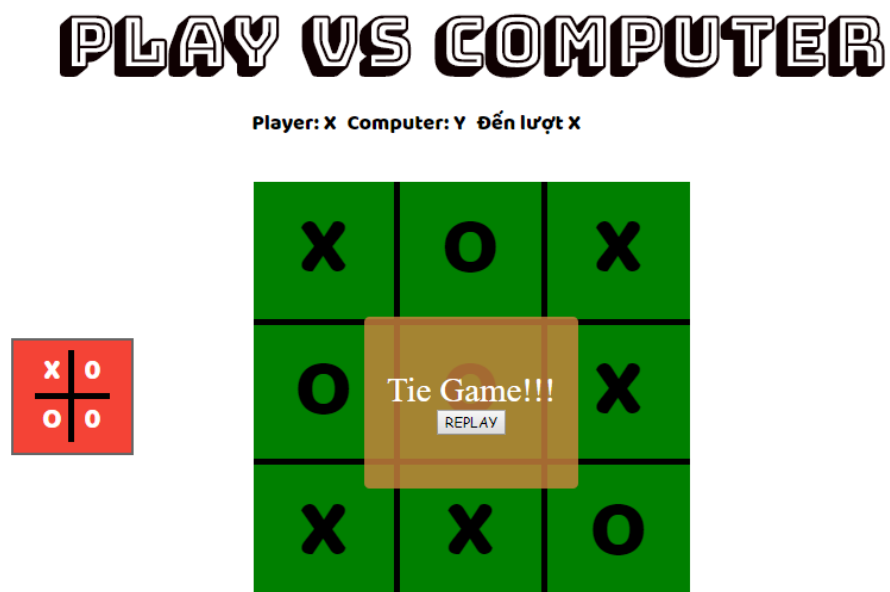 PLAY VS COMPUTER
Player: X Computer: Y Đến lượt X
X O X
X O
O O X
Tie Game!!!
REPLAY
O O
X X O